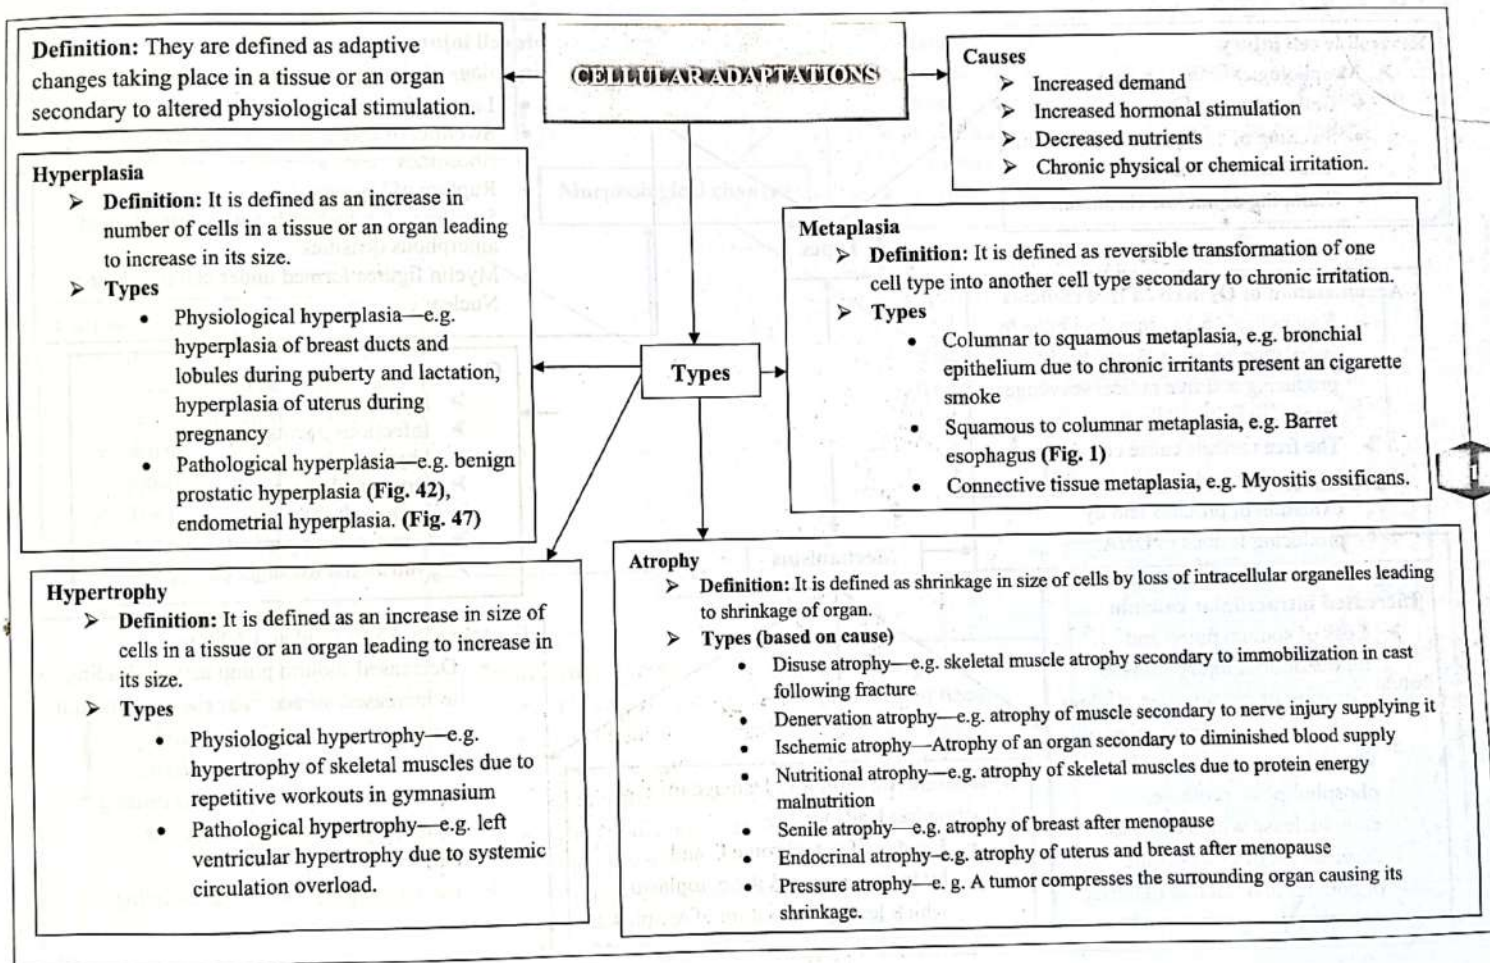 CELLULAR ADAPTATIONS
Definition: They are defined as adaptive
changes taking place in a tissue or an organ
secondary to altered physiological stimulation.
Causes
➢ Increased demand
➢ Increased hormonal stimulation
➢ Decreased nutrients
➢ Chronic physical or chemical irritation.
Types
Hyperplasia
➢ Definition: It is defined as an increase in
number of cells in a tissue or an organ leading
to increase in its size.
➢ Types
• Physiological hyperplasia—e.g.
hyperplasia of breast ducts and
lobules during puberty and lactation,
hyperplasia of uterus during
pregnancy
• Pathological hyperplasia—e.g. benign
prostatic hyperplasia (Fig. 42),
endometrial hyperplasia. (Fig. 47)
Metaplasia
➢ Definition: It is defined as reversible transformation of one
cell type into another cell type secondary to chronic irritation.
➢ Types
• Columnar to squamous metaplasia, e.g. bronchial
epithelium due to chronic irritants present an cigarette
smoke
• Squamous to columnar metaplasia, e.g. Barret
esophagus (Fig. 1)
• Connective tissue metaplasia, e.g. Myositis ossificans.
1
Hypertrophy
➢ Definition: It is defined as an increase in size of
cells in a tissue or an organ leading to increase in
its size.
➢ Types
• Physiological hypertrophy—e.g.
hypertrophy of skeletal muscles due to
repetitive workouts in gymnasium
• Pathological hypertrophy—e.g. left
ventricular hypertrophy due to systemic
circulation overload.
Atrophy
➢ Definition: It is defined as shrinkage in size of cells by loss of intracellular organelles leading
to shrinkage of organ.
➢ Types (based on cause)
• Disuse atrophy—e.g. skeletal muscle atrophy secondary to immobilization in cast
following fracture
• Denervation atrophy—e.g. atrophy of muscle secondary to nerve injury supplying it
• Ischemic atrophy—Atrophy of an organ secondary to diminished blood supply
• Nutritional atrophy—e.g. atrophy of skeletal muscles due to protein energy
malnutrition
• Senile atrophy—e.g. atrophy of breast after menopause
• Endocrinal atrophy–e.g. atrophy of uterus and breast after menopause
• Pressure atrophy—e. g. A tumor compresses the surrounding organ causing its
shrinkage.